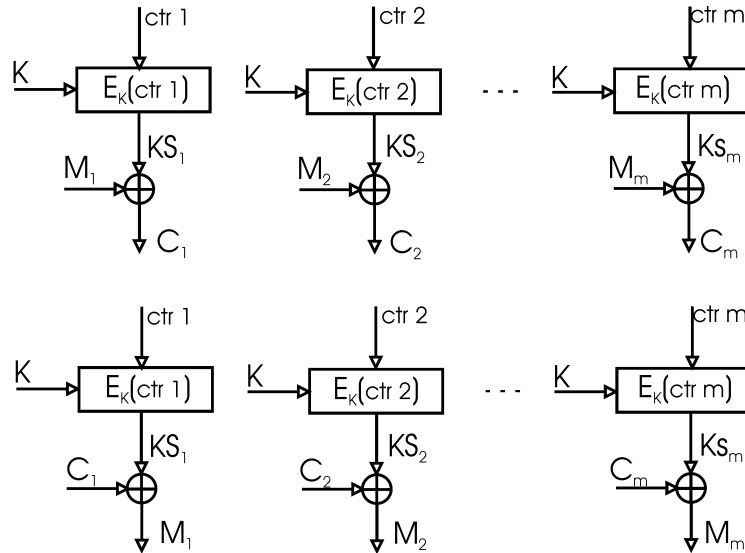 ctr 1 ctr 2 ctr m
K E_K(ctr 1) K E_K(ctr 2) - - - K E_K(ctr m)
KS_1 KS_2 Ks_m
M_1 M_2 M_m
C_1 C_2 C_m
ctr 1 ctr 2 ctr m
K E_K(ctr 1) K E_K(ctr 2) - - - K E_K(ctr m)
KS_1 KS_2 Ks_m
C_1 C_2 C_m
M_1 M_2 M_m